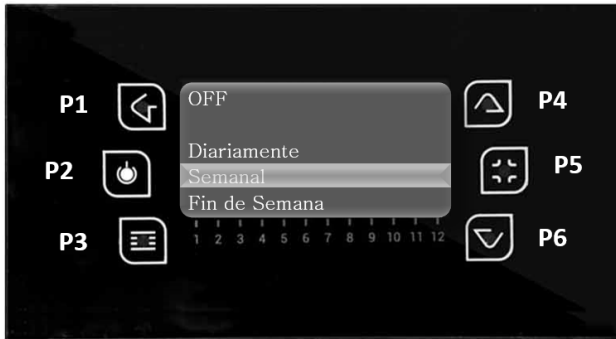 OFF
P1
P4
Diariamente
P2
Semanal
P5
Fin de Semana
P3
1 2 3 4 5 6 7 8 9 10 11 12
P6